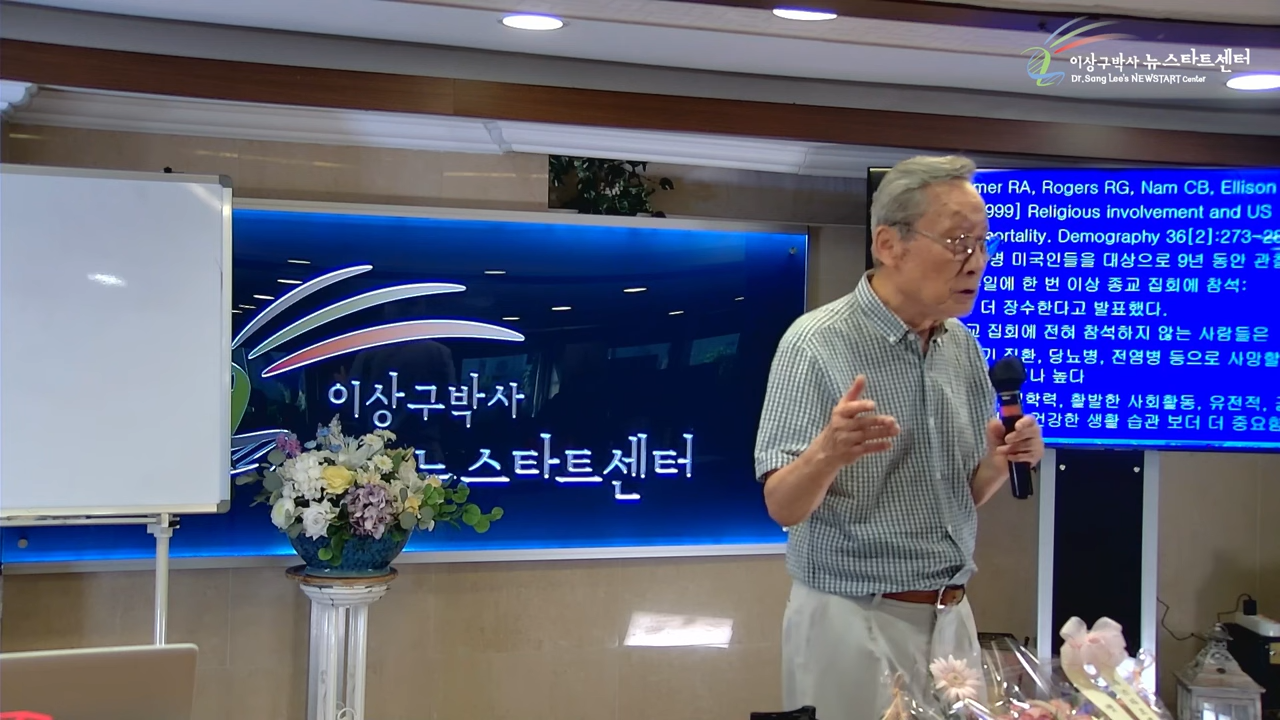 이상구박사 뉴스타트센터
Dr. Sang Lee's NEWSTART Center
이상구박사
뉴스타트센터
mer RA, Rogers RG, Nam CB, Ellison
999] Religious involvement and US
ortality. Demography 36[2]:273-28
병 미국인들을 대상으로 9년 동안 관찰
일에 한 번 이상 종교 집회에 참석:
더 장수한다고 발표했다.
교 집회에 전혀 참석하지 않는 사람들은
기 질환, 당뇨병, 전염병 등으로 사망할
나 높다
학력, 활발한 사회활동, 유전적,
건강한 생활 습관 보더 더 중요함